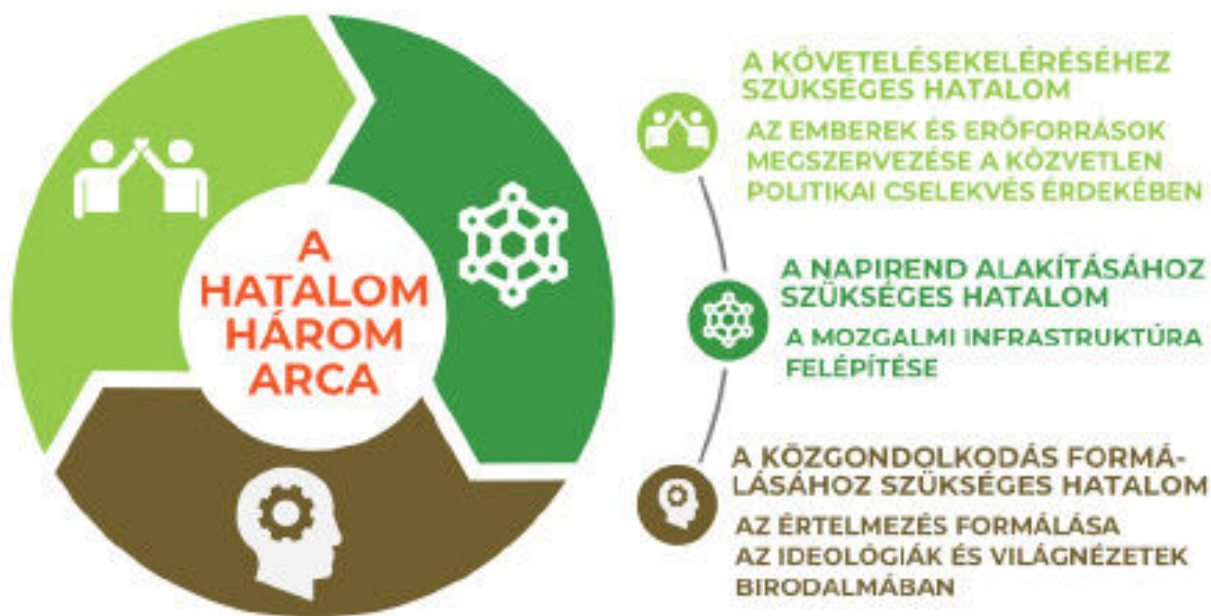 A
HATALOM
HÁROM
ARCA
A KÖVETELÉSEKELÉRÉSÉHEZ
SZÜKSÉGES HATALOM
AZ EMBEREK ÉS ERŐFORRÁSOK
MEGSZERVEZÉSE A KÖZVETLEN
POLITIKAI CSELEKVÉS ÉRDEKÉBEN
A NAPIREND ALAKÍTÁSÁHOZ
SZÜKSÉGES HATALOM
A MOZGALMI INFRASTRUKTÚRA
FELÉPÍTÉSE
A KÖZGONDOLKODÁS FORMÁ-
LÁSÁHOZ SZÜKSÉGES HATALOM
AZ ÉRTELMEZÉS FORMÁLÁSA
AZ IDEOLÓGIÁK ÉS VILÁGNÉZETEK
BIRODALMÁBAN